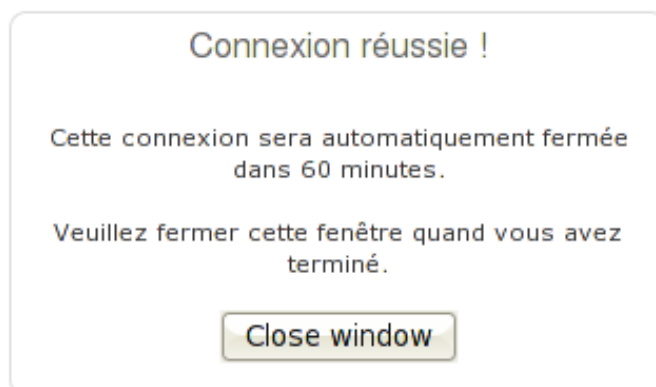 Connexion réussie !
Cette connexion sera automatiquement fermée
dans 60 minutes.
Veuillez fermer cette fenêtre quand vous avez
terminé.
Close window